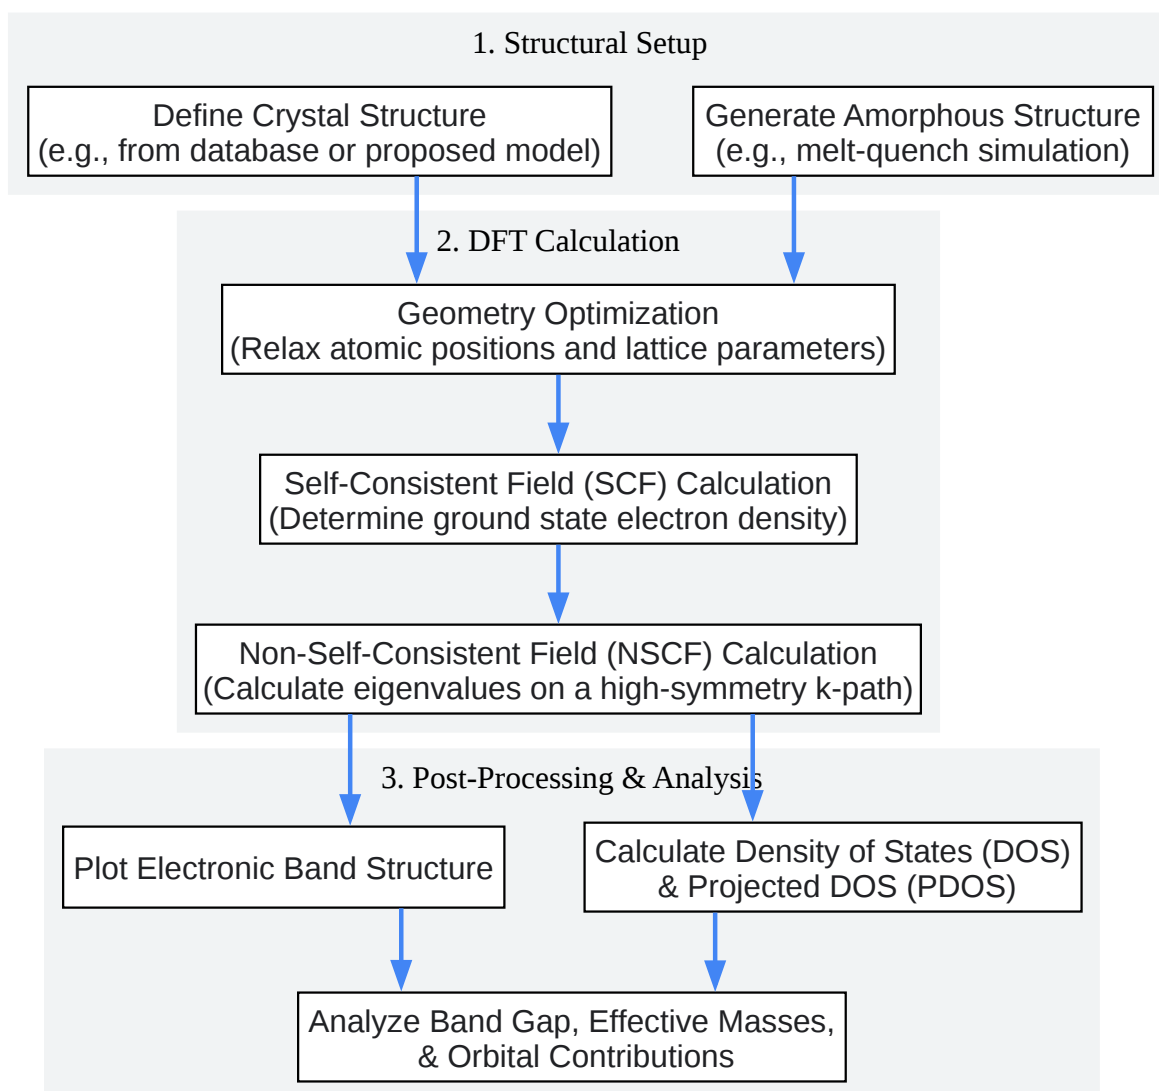 1. Structural Setup
Define Crystal Structure
(e.g., from database or proposed model)
Generate Amorphous Structure
(e.g., melt-quench simulation)
2. DFT Calculation
Geometry Optimization
(Relax atomic positions and lattice parameters)
Self-Consistent Field (SCF) Calculation
(Determine ground state electron density)
Non-Self-Consistent Field (NSCF) Calculation
(Calculate eigenvalues on a high-symmetry k-path)
3. Post-Processing & Analysis
Plot Electronic Band Structure
Calculate Density of States (DOS)
& Projected DOS (PDOS)
Analyze Band Gap, Effective Masses,
& Orbital Contributions